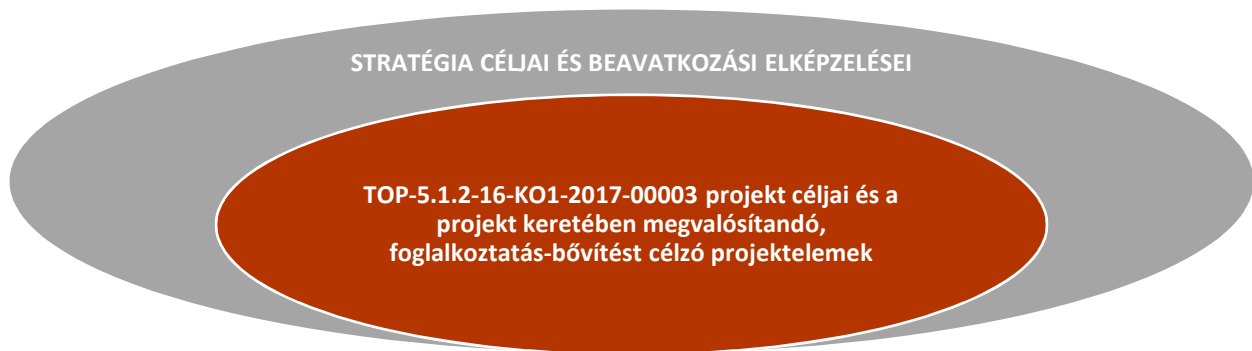 STRATÉGIA CÉLJAI ÉS BEAVATKOZÁSI ELKÉPZELÉSEI
TOP-5.1.2-16-KO1-2017-00003 projekt céljai és a
projekt keretében megvalósítandó,
foglalkoztatás-bővítést célzó projektelemek